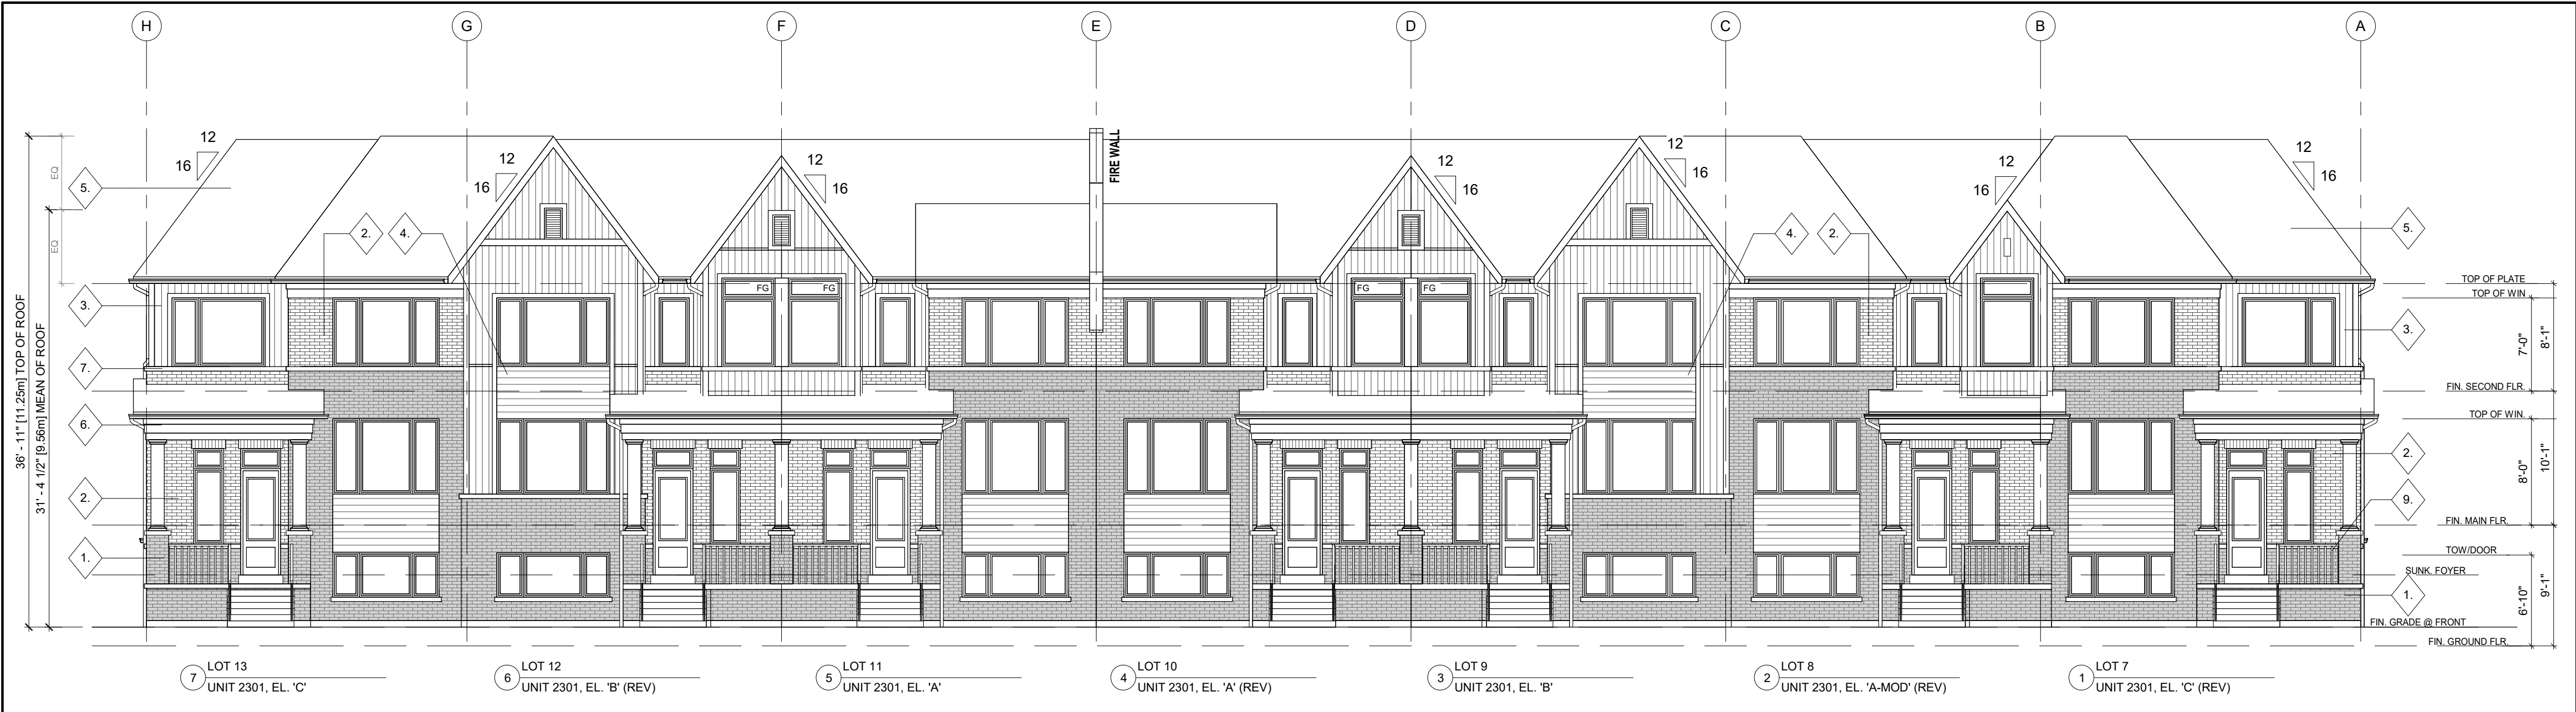 H
G
F
E
D
C
B
A
FIRE WALL
12
16
12
16
12
16
12
16
12
16
12
16
12
16
36' - 11" [11.25m] TOP OF ROOF
31' - 4 1/2" [9.56m] MEAN OF ROOF
EQ
EQ
5.
2.
4.
3.
7.
6.
2.
1.
FG
FG
FG
FG
4.
2.
5.
3.
2.
9.
1.
TOP OF PLATE
TOP OF WIN
7'-0"
8'-1"
FIN. SECOND FLR.
TOP OF WIN.
8'-0"
10'-1"
FIN. MAIN FLR.
TOW/DOOR
SUNK. FOYER
6'-10"
9'-1"
FIN. GRADE @ FRONT
FIN. GROUND FLR.
7
LOT 13
UNIT 2301, EL. 'C'
6
LOT 12
UNIT 2301, EL. 'B' (REV)
5
LOT 11
UNIT 2301, EL. 'A'
4
LOT 10
UNIT 2301, EL. 'A' (REV)
3
LOT 9
UNIT 2301, EL. 'B'
2
LOT 8
UNIT 2301, EL. 'A-MOD' (REV)
1
LOT 7
UNIT 2301, EL. 'C' (REV)